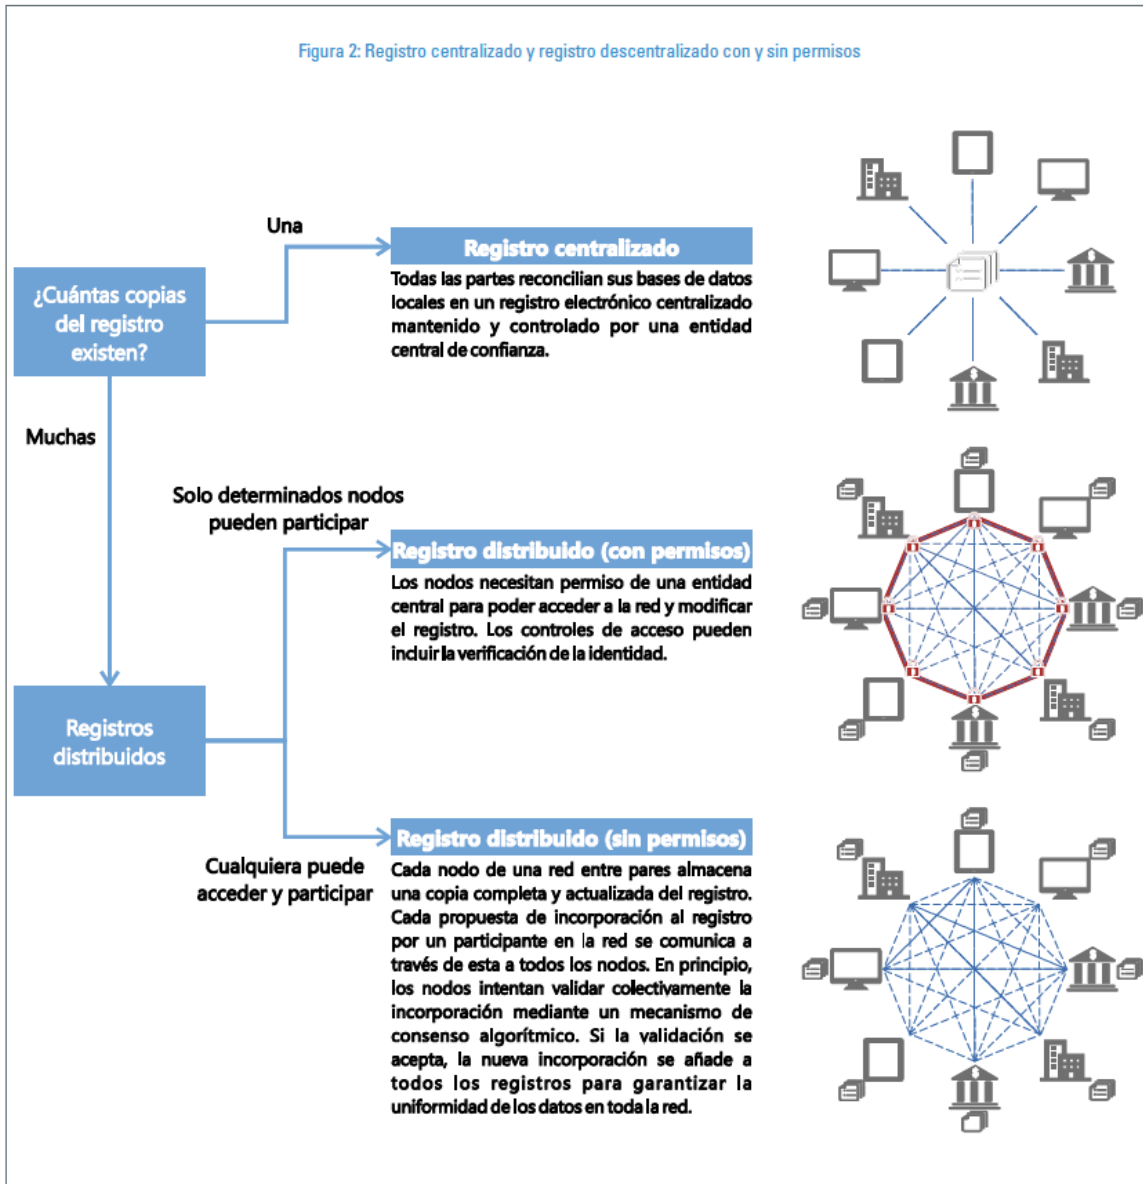 Figura 2: Registro centralizado y registro descentralizado con y sin permisos
Una
Registro centralizado
Todas las partes reconcilian sus bases de datos
locales en un registro electrónico centralizado
mantenido y controlado por una entidad
central de confianza.
¿Cuántas copias
del registro
existen?
Muchas
Solo determinados nodos
pueden participar
Registro distribuido (con permisos)
Los nodos necesitan permiso de una entidad
central para poder acceder a la red y modificar
el registro. Los controles de acceso pueden
incluir la verificación de la identidad.
Registros
distribuidos
Cualquiera puede
acceder y participar
Registro distribuido (sin permisos)
Cada nodo de una red entre pares almacena
una copia completa y actualizada del registro.
Cada propuesta de incorporación al registro
por un participante en la red se comunica a
través de esta a todos los nodos. En principio,
los nodos intentan validar colectivamente la
incorporación mediante un mecanismo de
consenso algorítmico. Si la validación se
acepta, la nueva incorporación se añade a
todos los registros para garantizar la
uniformidad de los datos en toda la red.